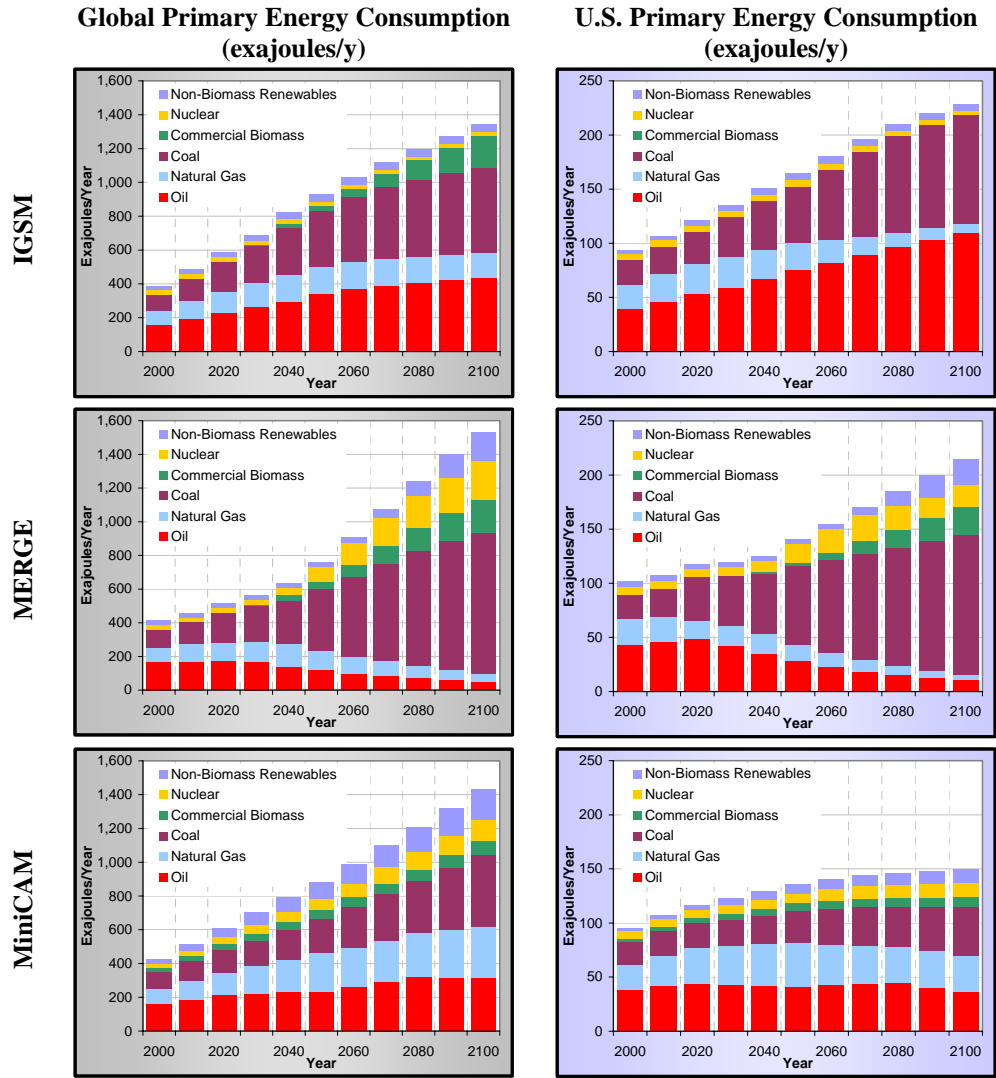 Global Primary Energy Consumption
(exajoules/y)
U.S. Primary Energy Consumption
(exajoules/y)
IGSM
1,600
1,400
1,200
1,000
800
600
400
200
0
Exajoules/Year
Non-Biomass Renewables
Nuclear
Commercial Biomass
Coal
Natural Gas
Oil
2000 2020 2040 2060 2080 2100
Year
250
200
150
100
50
0
Exajoules/Year
Non-Biomass Renewables
Nuclear
Commercial Biomass
Coal
Natural Gas
Oil
2000 2020 2040 2060 2080 2100
Year
MERGE
1,600
1,400
1,200
1,000
800
600
400
200
0
Exajoules/Year
Non-Biomass Renewables
Nuclear
Commercial Biomass
Coal
Natural Gas
Oil
2000 2020 2040 2060 2080 2100
Year
250
200
150
100
50
0
Exajoules/Year
Non-Biomass Renewables
Nuclear
Commercial Biomass
Coal
Natural Gas
Oil
2000 2020 2040 2060 2080 2100
Year
MiniCAM
1,600
1,400
1,200
1,000
800
600
400
200
0
Exajoules/Year
Non-Biomass Renewables
Nuclear
Commercial Biomass
Coal
Natural Gas
Oil
2000 2020 2040 2060 2080 2100
Year
250
200
150
100
50
0
Exajoules/Year
Non-Biomass Renewables
Nuclear
Commercial Biomass
Coal
Natural Gas
Oil
2000 2020 2040 2060 2080 2100
Year